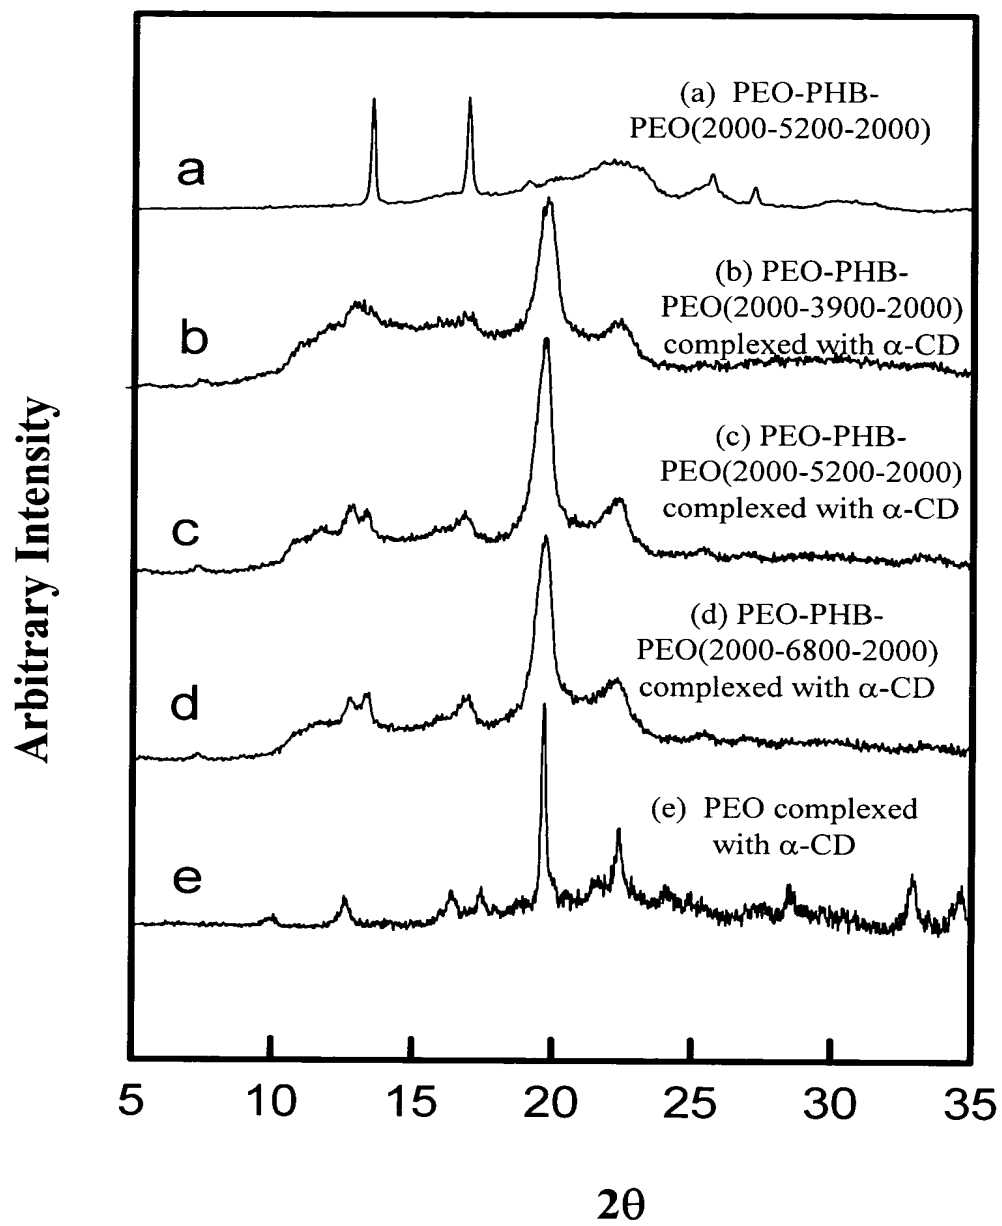 (a) PEO-PHB-
PEO(2000-5200-2000)
a
(b) PEO-PHB-
PEO(2000-3900-2000)
complexed with α-CD
b
(c) PEO-PHB-
PEO(2000-5200-2000)
complexed with α-CD
c
(d) PEO-PHB-
PEO(2000-6800-2000)
complexed with α-CD
d
(e) PEO complexed
with α-CD
e
Arbitrary Intensity
5 10 15 20 25 30 35
2θ